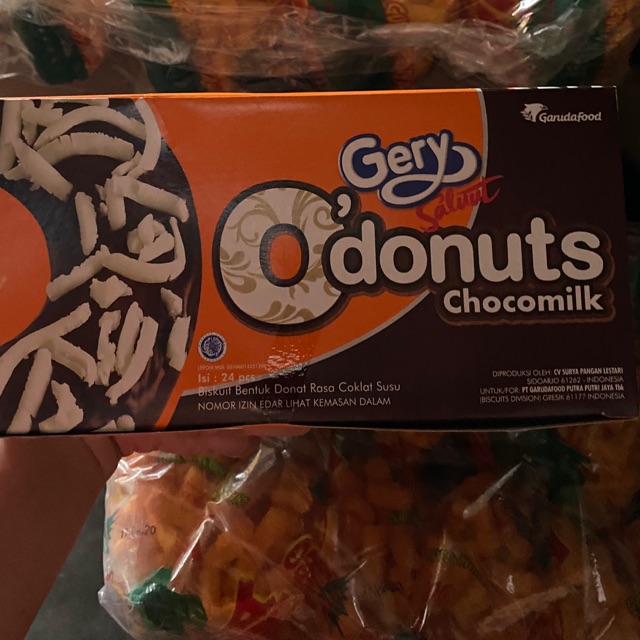 Garudafood
Gery
Salut
O'donuts
Chocomilk
Isi : 24 pcs
Biskuit Bentuk Donat Rasa Coklat Susu
NOMOR IZIN EDAR LIHAT KEMASAN DALAM
DIPRODUKSI OLEH: CV SURYA PANGAN LESTARI
SIDOARJO 61262 - INDONESIA
UNTUK/FOR: PT GARUDAFOOD PUTRA PUTRI JAYA Tbk
(BISCUITS DIVISION) GRESIK 61177 INDONESIA